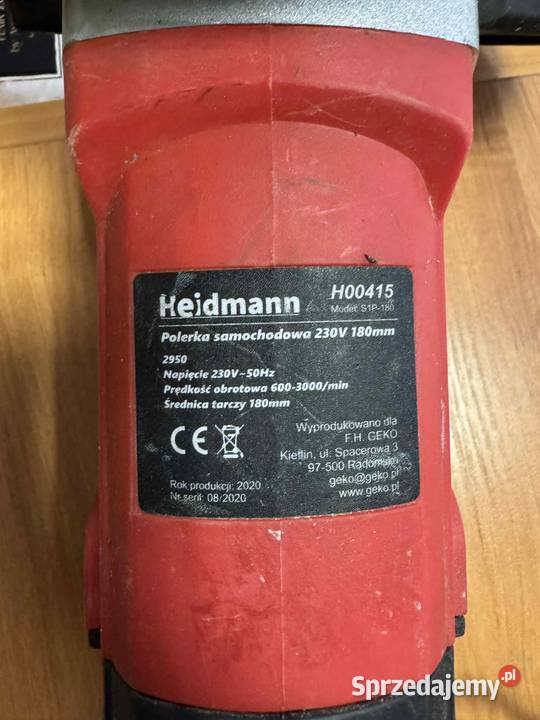 Heidmann
H00415
Model: S1P-180
Polerka samochodowa 230V 180mm
2950
Napięcie 230V~50Hz
Prędkość obrotowa 600-3000/min
Średnica tarczy 180mm
CE
Wyprodukowano dla
F.H. GEKO
Kietlin, ul. Spacerowa 3
97-500 Radomsko
geko@geko.pl
www.geko.pl
Rok produkcji: 2020
Nr serii: 08/2020
Sprzedajemy.pl